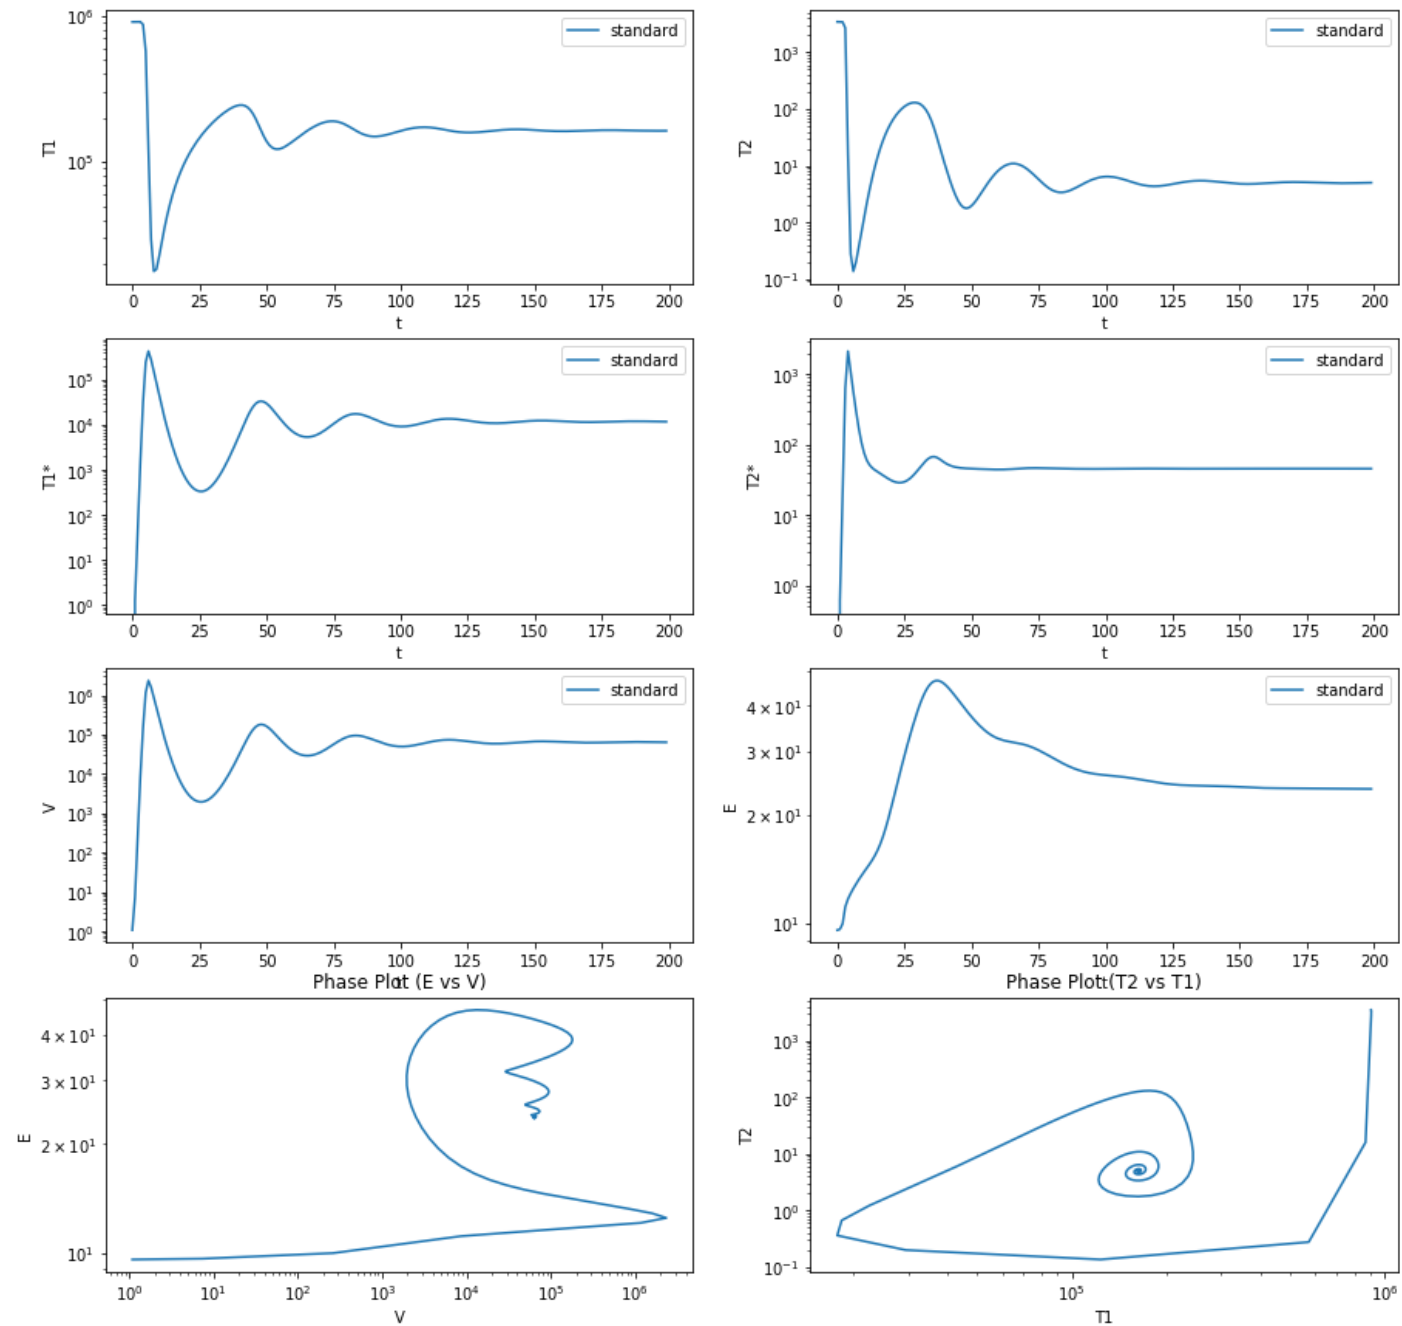 standard
T1
10⁶
10⁵
0 25 50 75 100 125 150 175 200
t
standard
T2
10³
10²
10¹
10⁰
10⁻¹
0 25 50 75 100 125 150 175 200
t
standard
T1*
10⁵
10⁴
10³
10²
10¹
10⁰
0 25 50 75 100 125 150 175 200
t
standard
T2*
10³
10²
10¹
10⁰
0 25 50 75 100 125 150 175 200
t
standard
V
10⁶
10⁵
10⁴
10³
10²
10¹
10⁰
0 25 50 75 100 125 150 175 200
t
standard
E
4 × 10¹
3 × 10¹
2 × 10¹
10¹
0 25 50 75 100 125 150 175 200
t
Phase Plot (E vs V)
E
4 × 10¹
3 × 10¹
2 × 10¹
10¹
10⁰ 10¹ 10² 10³ 10⁴ 10⁵ 10⁶
V
Phase Plot (T2 vs T1)
T2
10³
10²
10¹
10⁰
10⁻¹
10⁵ 10⁶
T1